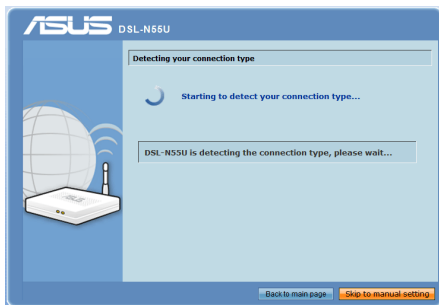 ASUS DSL-N55U
Detecting your connection type
Starting to detect your connection type...
DSL-N55U is detecting the connection type, please wait...
Back to main page Skip to manual setting